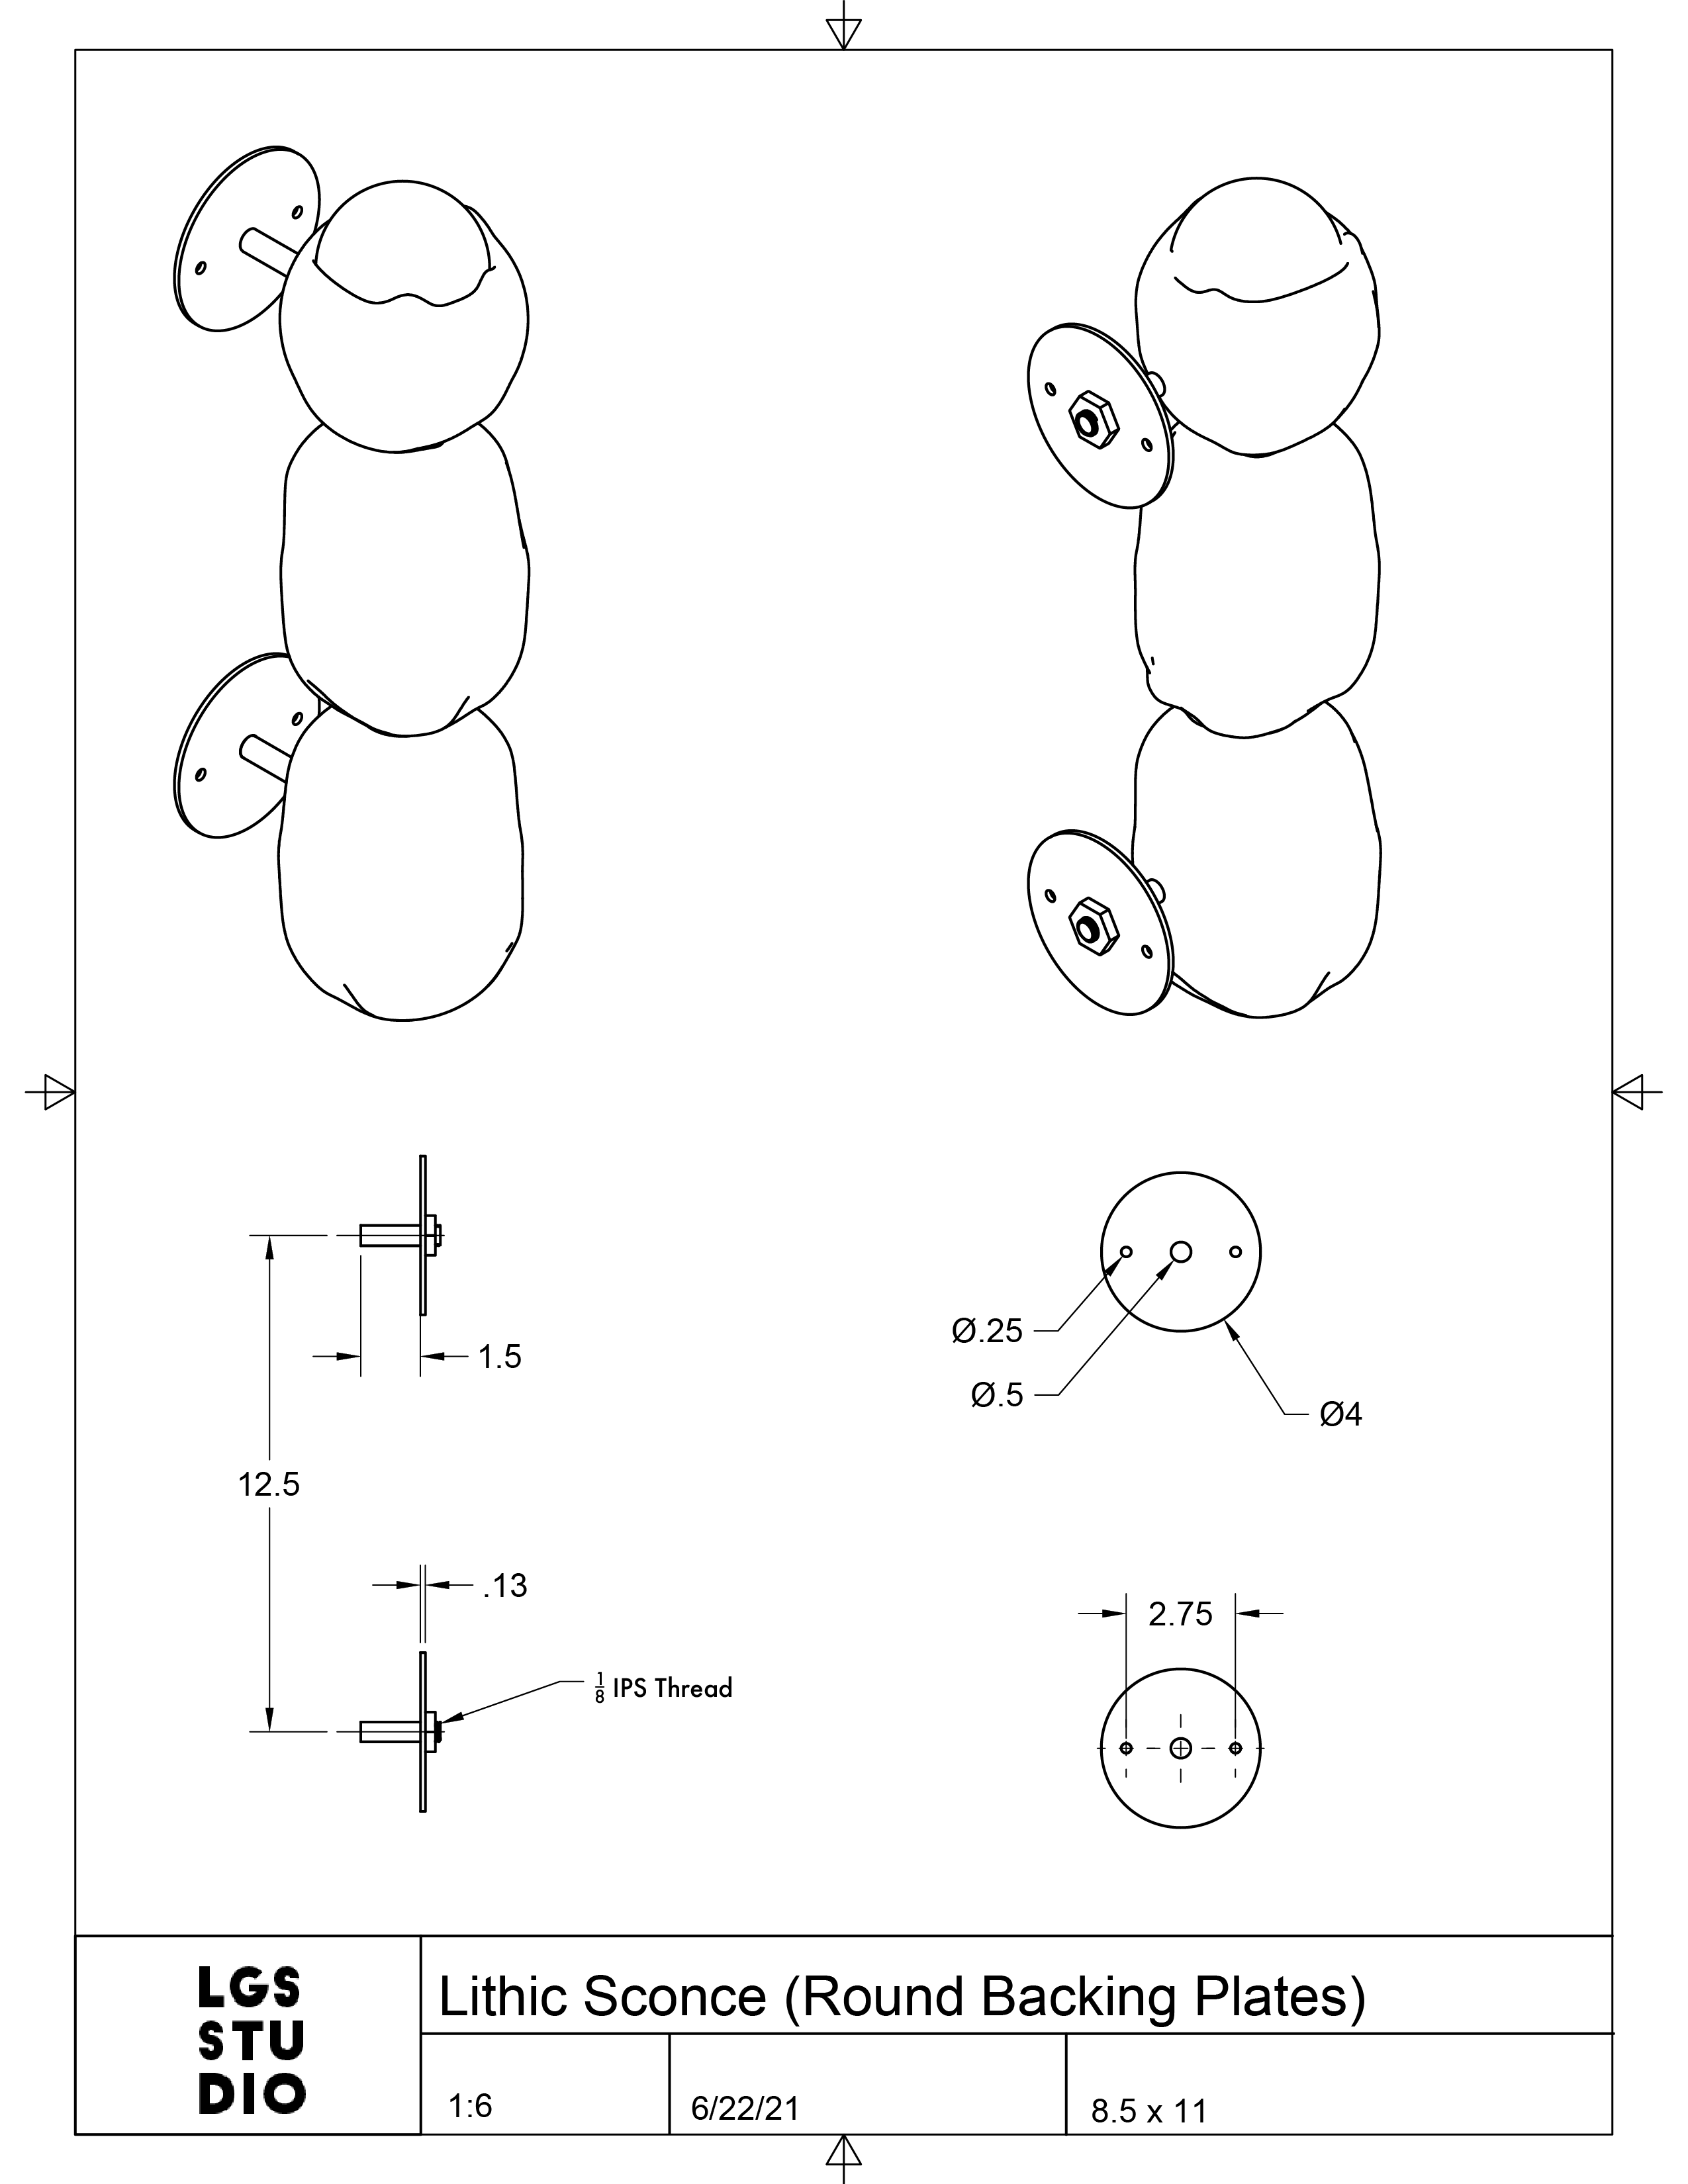 1.5
Ø.25
Ø.5
Ø4
12.5
.13
2.75
1/8 IPS Thread
LGS
STU
DIO
Lithic Sconce (Round Backing Plates)
1:6
6/22/21
8.5 x 11